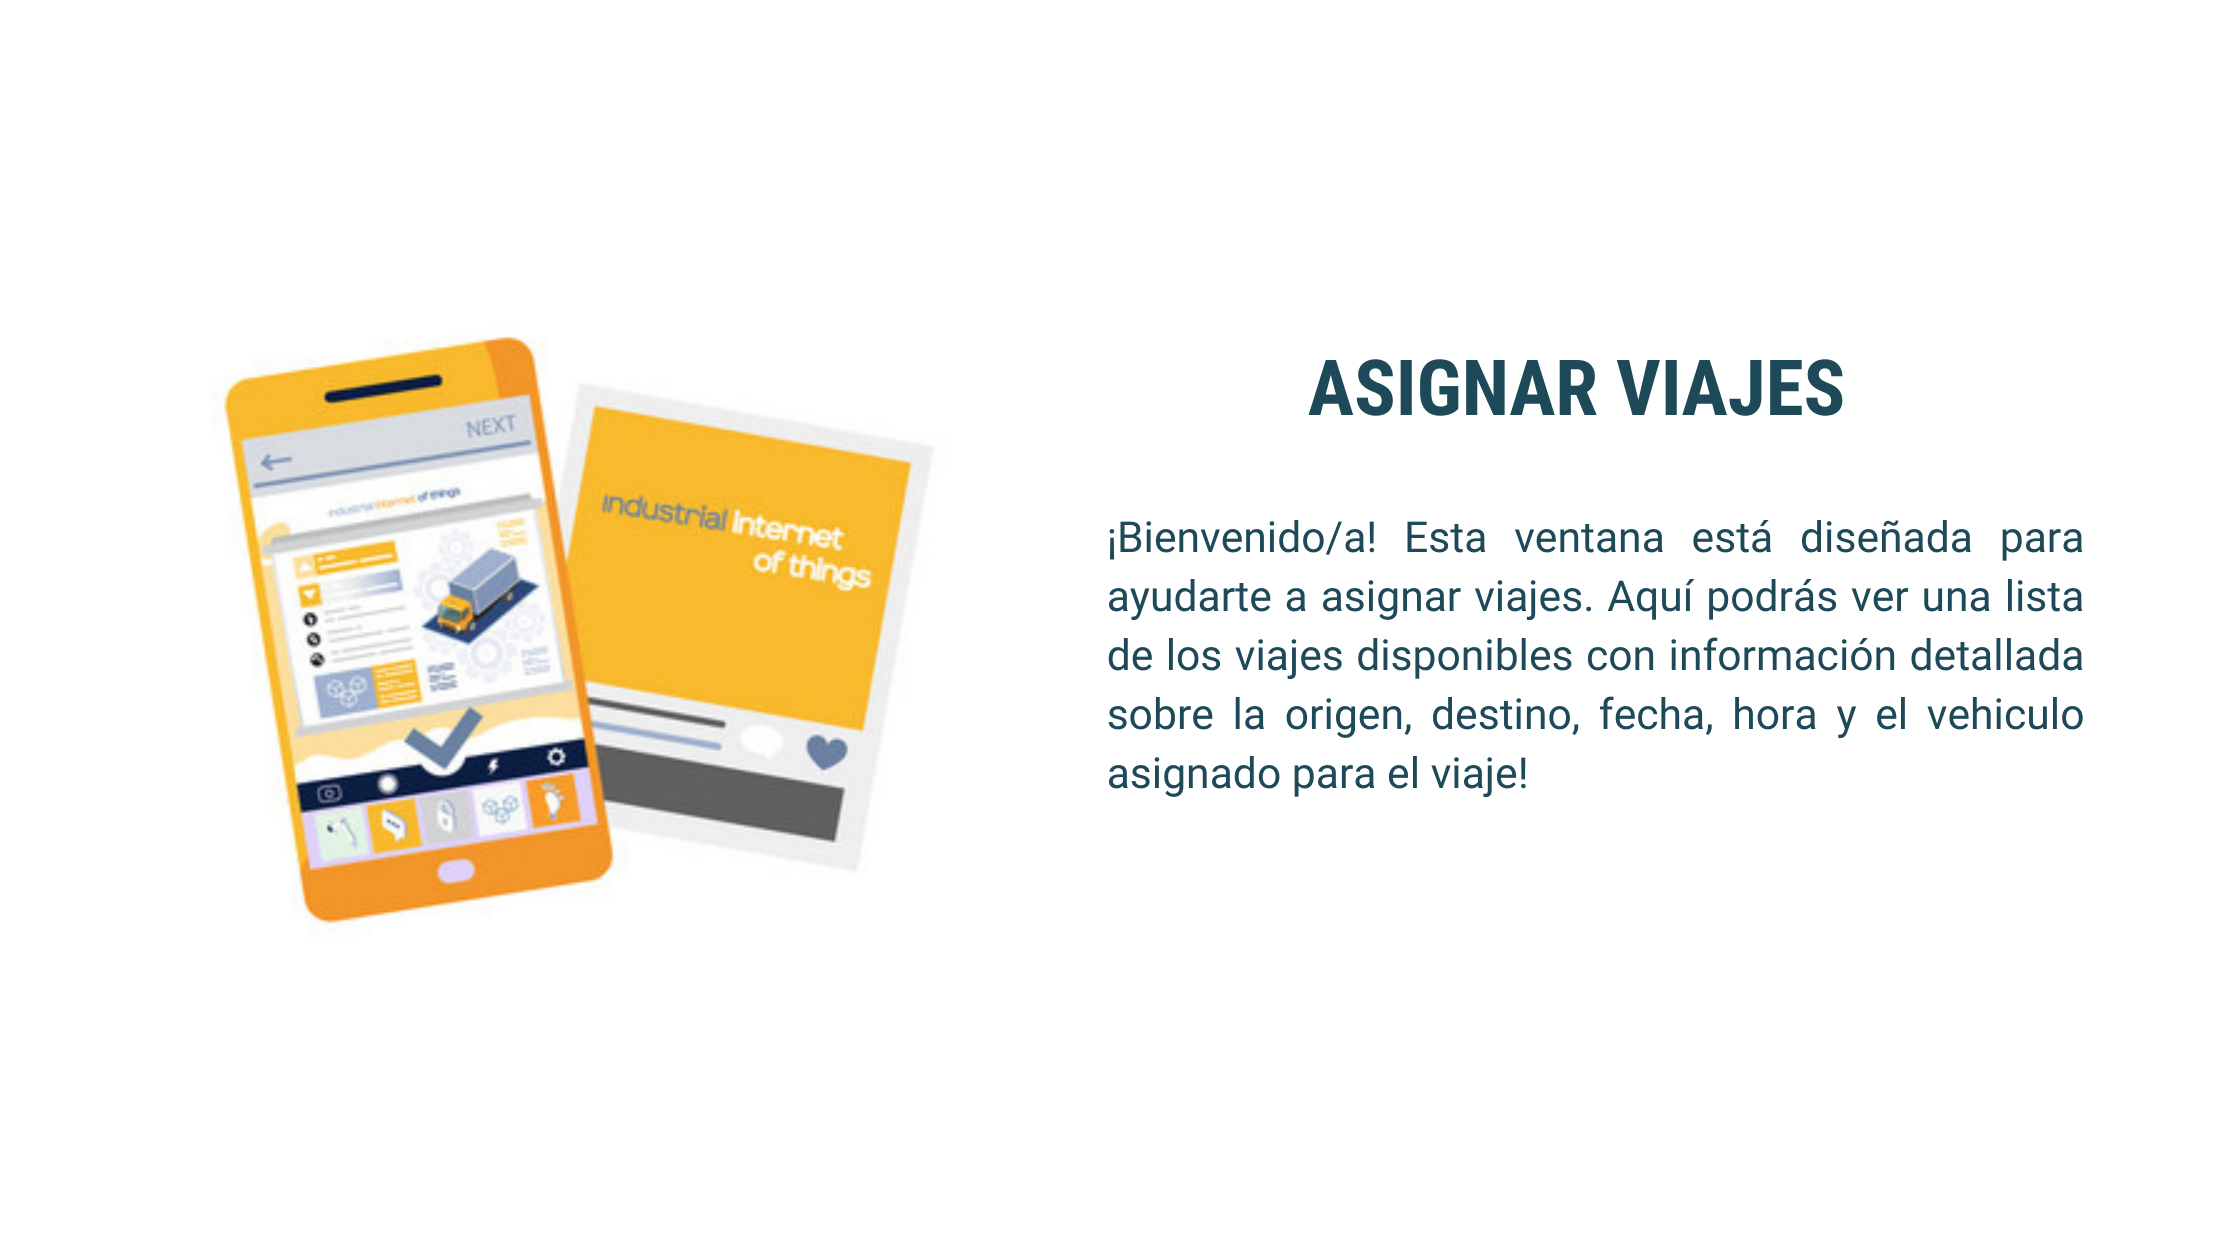 ASIGNAR VIAJES
¡Bienvenido/a! Esta ventana está diseñada para
ayudarte a asignar viajes. Aquí podrás ver una lista
de los viajes disponibles con información detallada
sobre la origen, destino, fecha, hora y el vehiculo
asignado para el viaje!
NEXT
industrial internet of things
industrial internet
of things